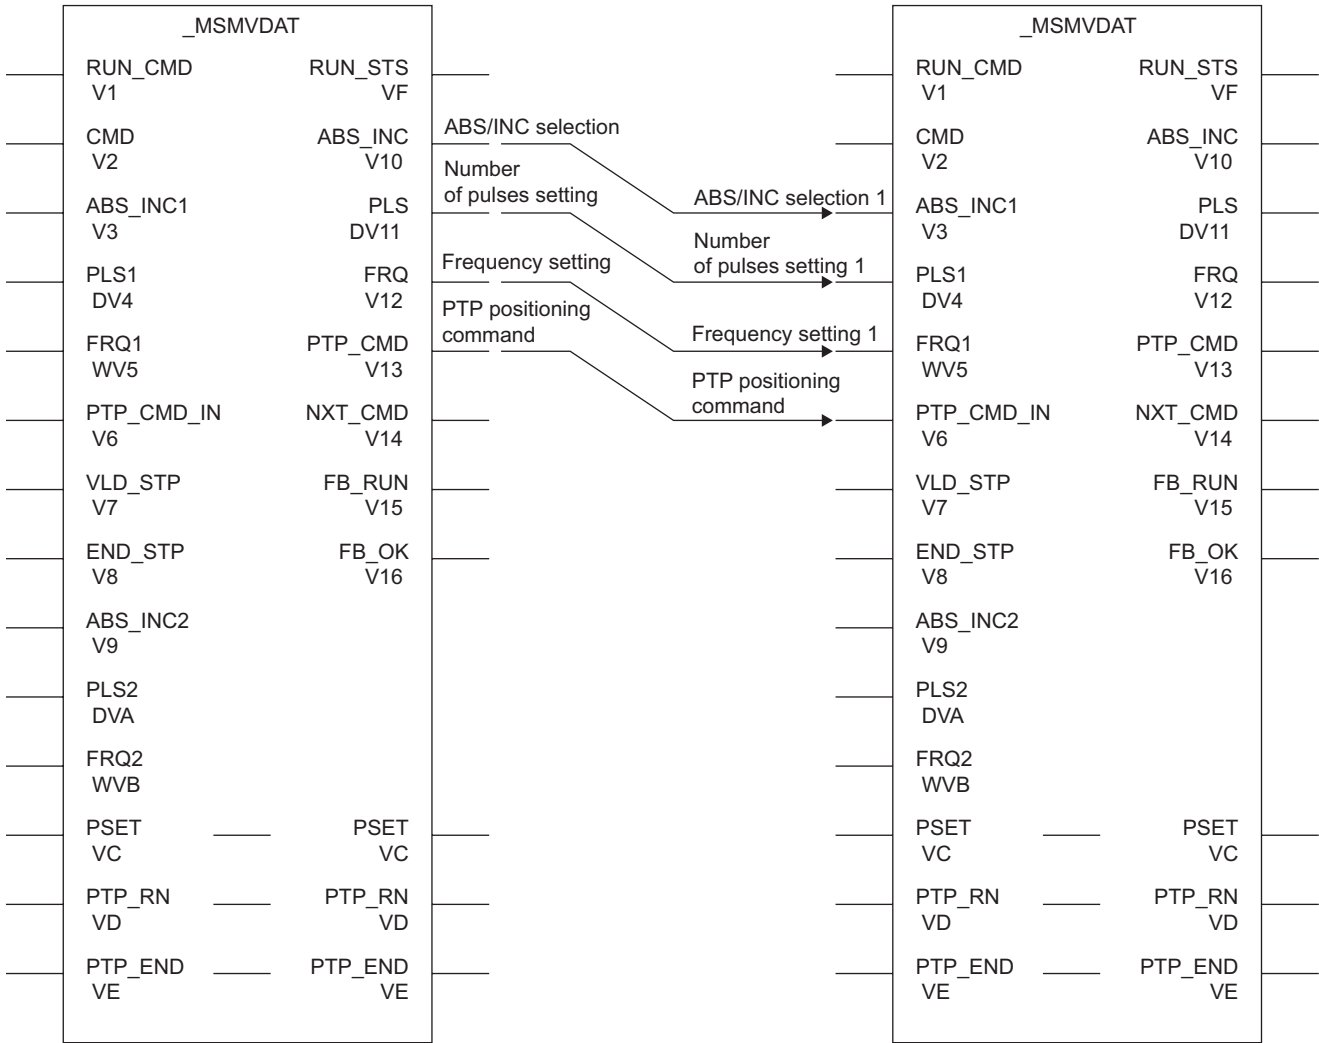 _MSMVDAT
RUN_CMD RUN_STS
V1 VF
CMD ABS_INC
V2 V10
ABS_INC1 PLS
V3 DV11
PLS1 FRQ
DV4 V12
FRQ1 PTP_CMD
WV5 V13
PTP_CMD_IN NXT_CMD
V6 V14
VLD_STP FB_RUN
V7 V15
END_STP FB_OK
V8 V16
ABS_INC2
V9
PLS2
DVA
FRQ2
WVB
PSET PSET
VC VC
PTP_RN PTP_RN
VD VD
PTP_END PTP_END
VE VE
ABS/INC selection
Number
of pulses setting
Frequency setting
PTP positioning
command
ABS/INC selection 1
Number
of pulses setting 1
Frequency setting 1
PTP positioning
command
_MSMVDAT
RUN_CMD RUN_STS
V1 VF
CMD ABS_INC
V2 V10
ABS_INC1 PLS
V3 DV11
PLS1 FRQ
DV4 V12
FRQ1 PTP_CMD
WV5 V13
PTP_CMD_IN NXT_CMD
V6 V14
VLD_STP FB_RUN
V7 V15
END_STP FB_OK
V8 V16
ABS_INC2
V9
PLS2
DVA
FRQ2
WVB
PSET PSET
VC VC
PTP_RN PTP_RN
VD VD
PTP_END PTP_END
VE VE